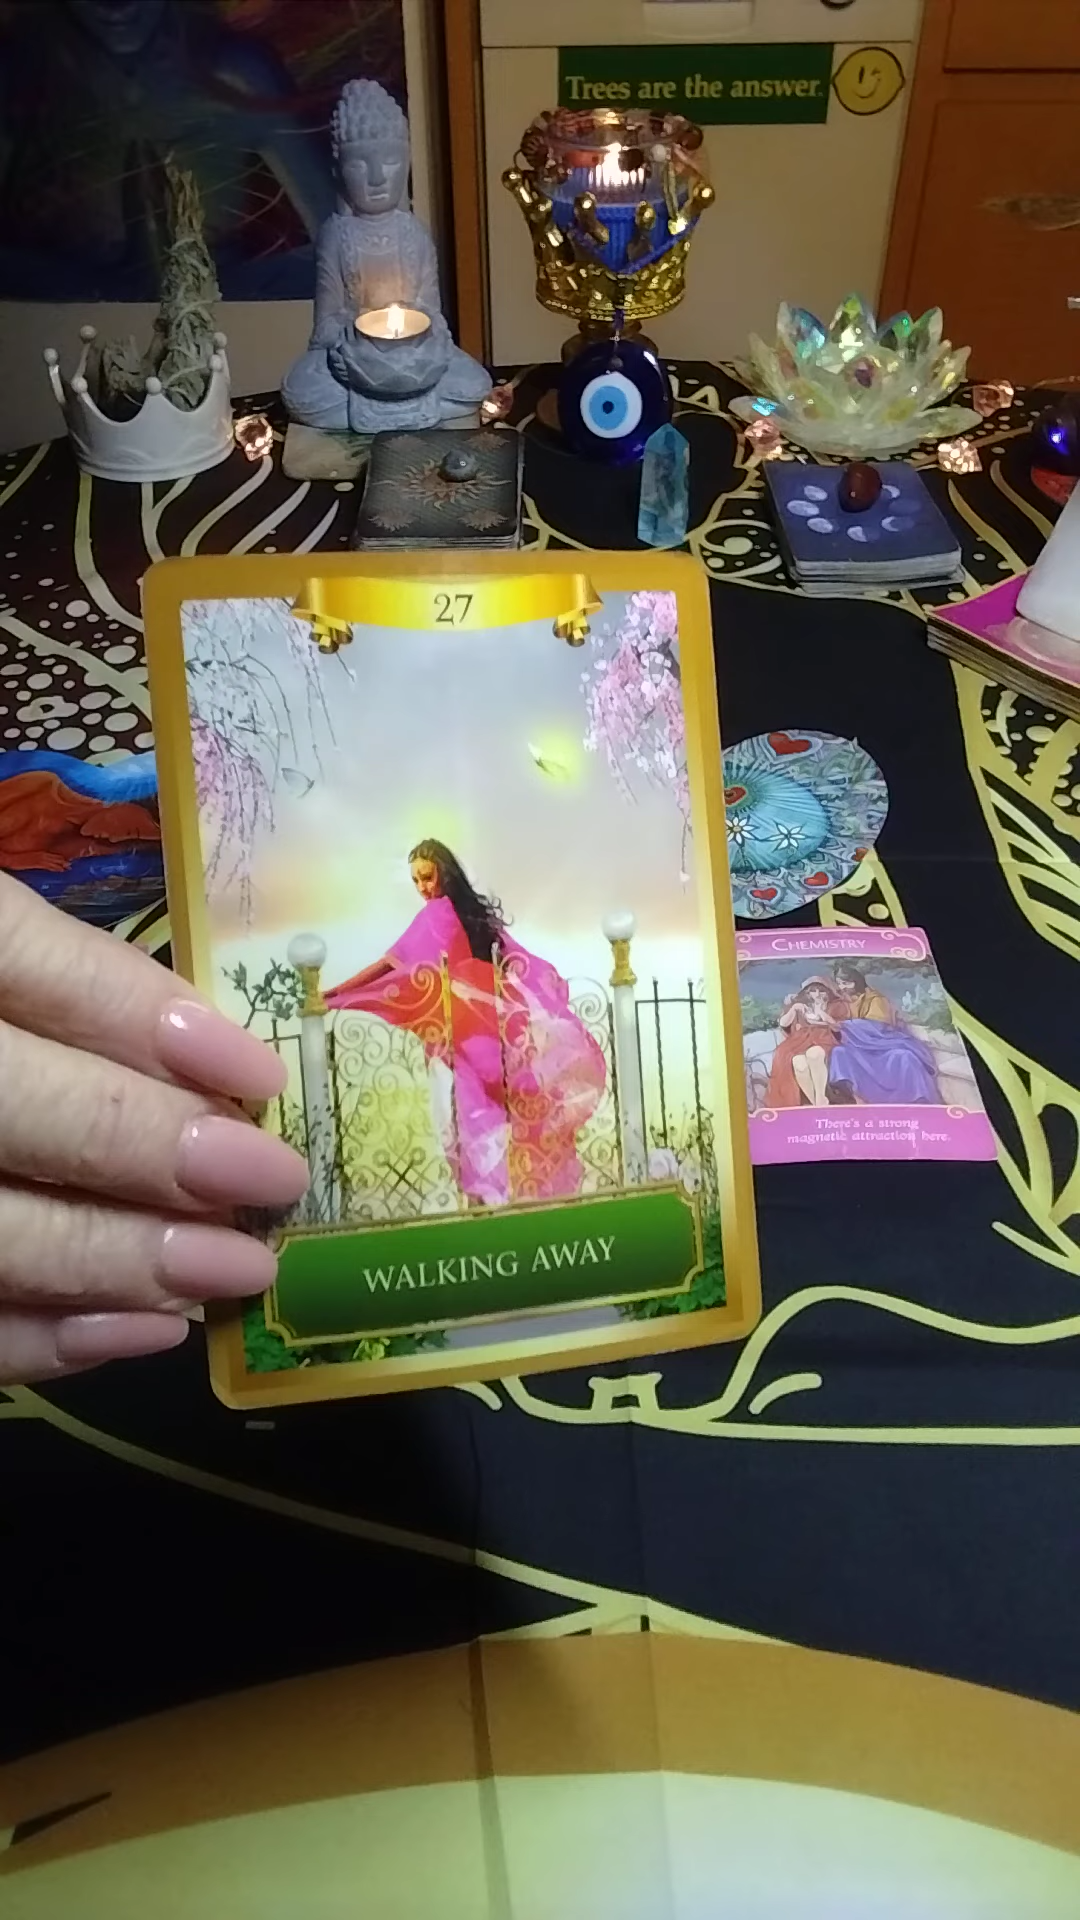 Trees are the answer.
27
WALKING AWAY
CHEMISTRY
There's a strong
magnetic attraction here.